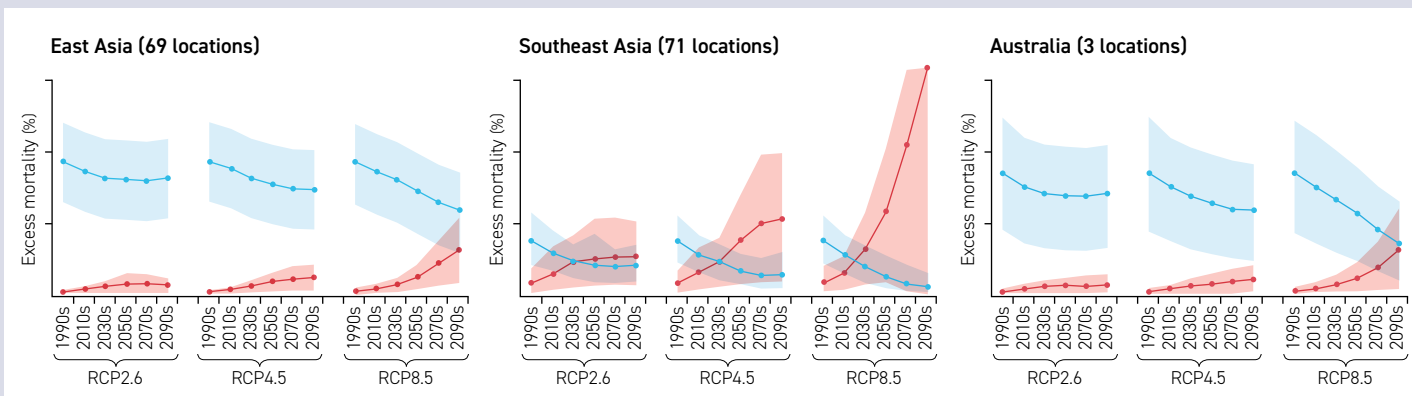 East Asia (69 locations)
Southeast Asia (71 locations)
Australia (3 locations)
Excess mortality (%)
Excess mortality (%)
Excess mortality (%)
1990s 2010s 2030s 2050s 2070s 2090s
1990s 2010s 2030s 2050s 2070s 2090s
1990s 2010s 2030s 2050s 2070s 2090s
1990s 2010s 2030s 2050s 2070s 2090s
1990s 2010s 2030s 2050s 2070s 2090s
1990s 2010s 2030s 2050s 2070s 2090s
1990s 2010s 2030s 2050s 2070s 2090s
1990s 2010s 2030s 2050s 2070s 2090s
1990s 2010s 2030s 2050s 2070s 2090s
RCP2.6 RCP4.5 RCP8.5
RCP2.6 RCP4.5 RCP8.5
RCP2.6 RCP4.5 RCP8.5